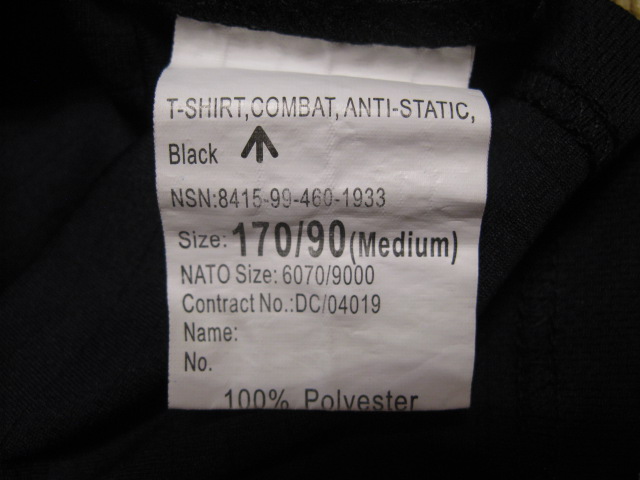 T-SHIRT,COMBAT, ANTI-STATIC,
Black
NSN:8415-99-460-1933
Size: 170/90(Medium)
NATO Size: 6070/9000
Contract No.:DC/04019
Name:
No.
100% Polyester